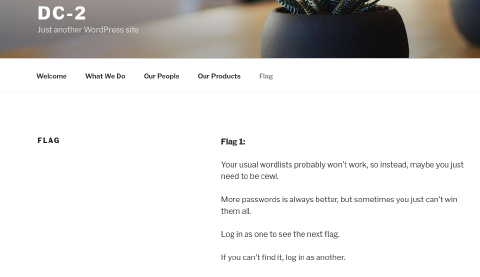 DC-2
Just another WordPress site
Welcome What We Do Our People Our Products Flag
FLAG
Flag 1:
Your usual wordlists probably won't work, so instead, maybe you just
need to be cewl.
More passwords is always better, but sometimes you just can't win
them all.
Log in as one to see the next flag.
If you can't find it, log in as another.